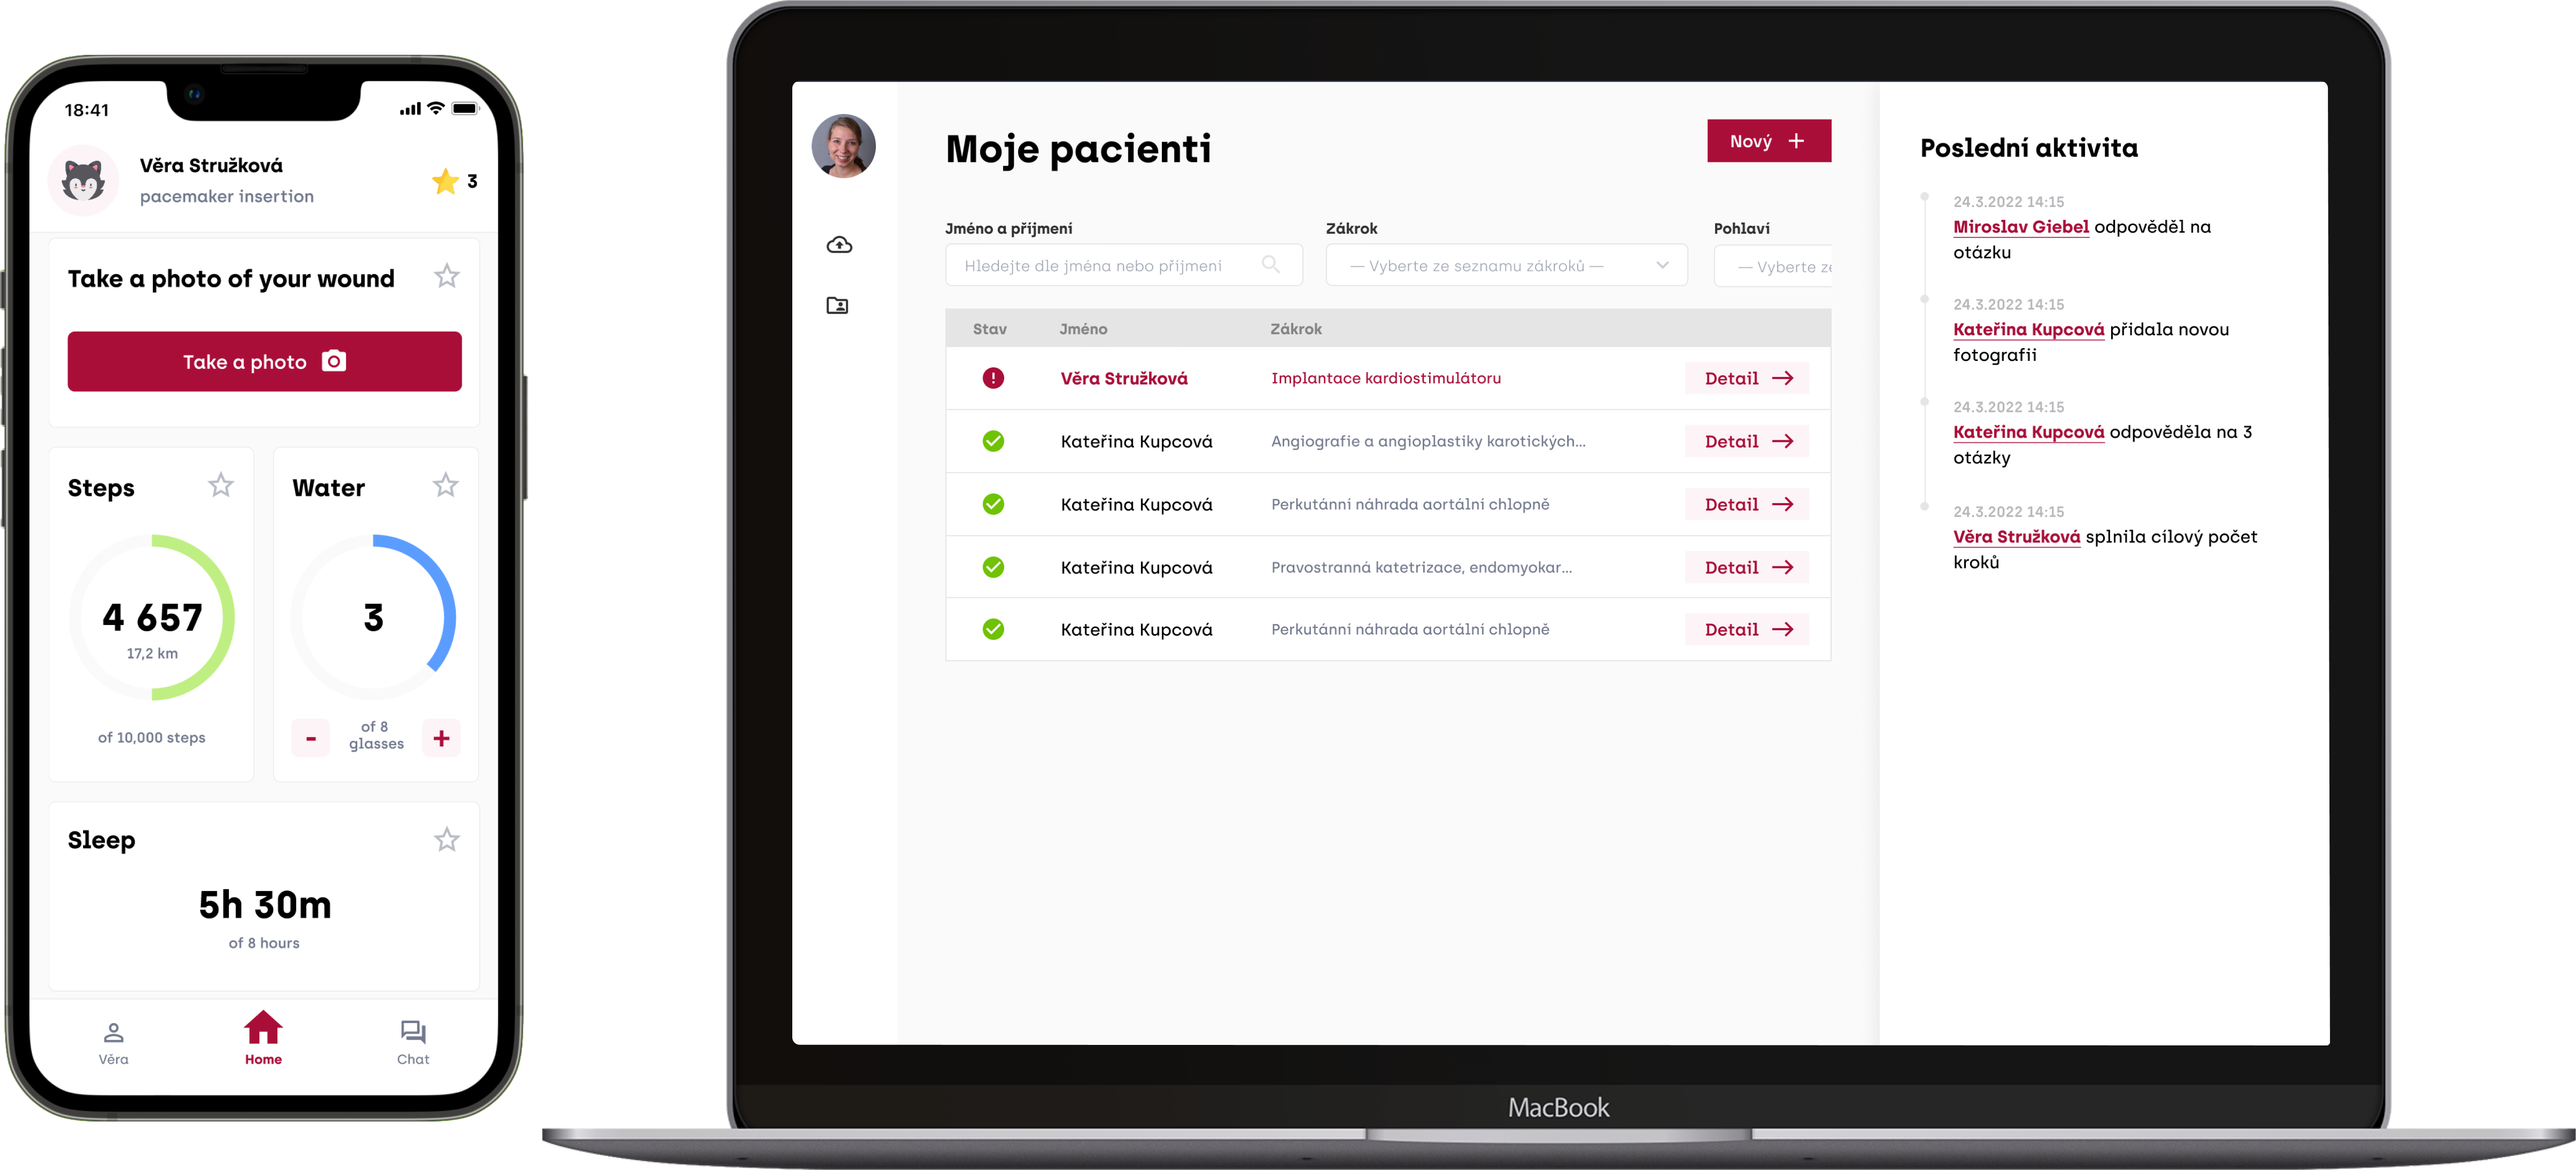 18:41
Věra Stružková
pacemaker insertion
3
Take a photo of your wound
Take a photo
Steps
Water
4 657
17,2 km
3
of 10,000 steps
-
of 8
glasses
+
Sleep
5h 30m
of 8 hours
Věra
Home
Chat
Moje pacienti
Nový +
Jméno a příjmení
Zákrok
Pohlaví
Hledejte dle jména nebo příjmení
— Vyberte ze seznamu zákroků —
— Vyberte ze
Stav
Jméno
Zákrok
Věra Stružková
Implantace kardiostimulátoru
Detail
Kateřina Kupcová
Angiografie a angioplastiky karotických...
Detail
Kateřina Kupcová
Perkutánní náhrada aortální chlopně
Detail
Kateřina Kupcová
Pravostranná katetrizace, endomyokar...
Detail
Kateřina Kupcová
Perkutánní náhrada aortální chlopně
Detail
Poslední aktivita
24.3.2022 14:15
Miroslav Giebel odpověděl na
otázku
24.3.2022 14:15
Kateřina Kupcová přidala novou
fotografii
24.3.2022 14:15
Kateřina Kupcová odpověděla na 3
otázky
24.3.2022 14:15
Věra Stružková splnila cílový počet
kroků
MacBook